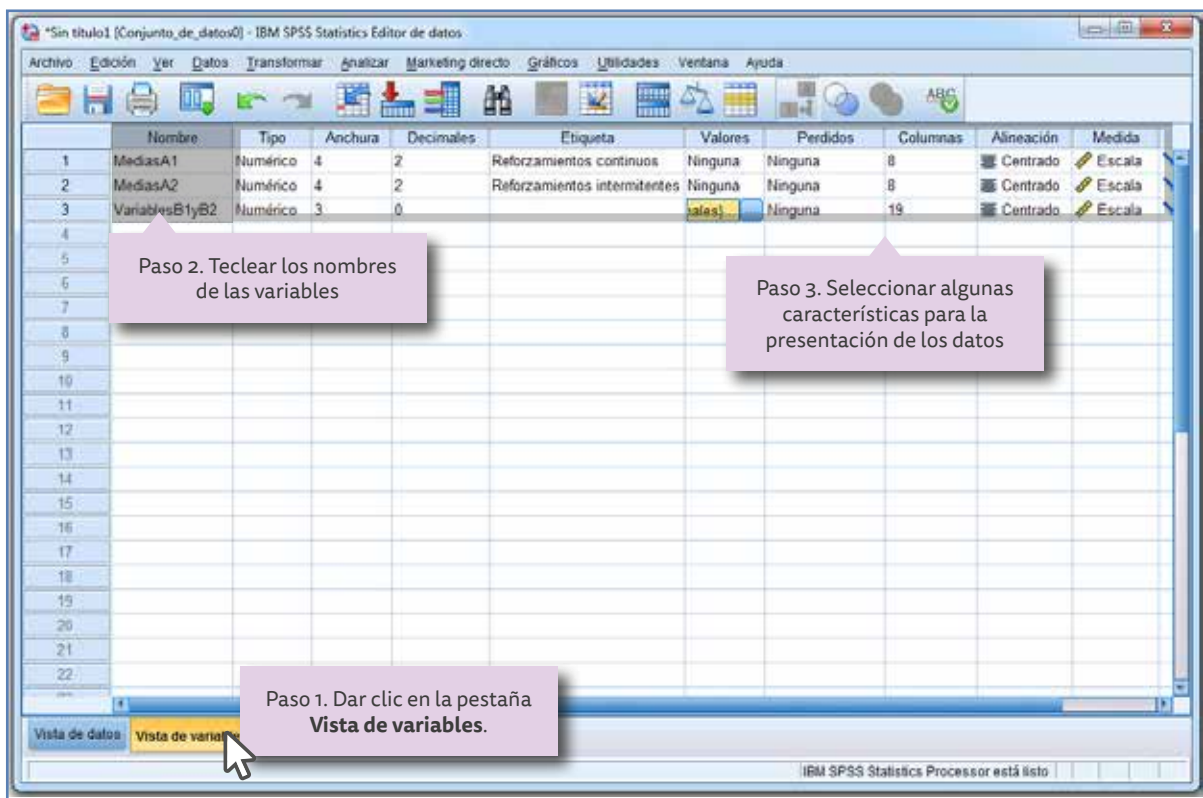 *Sin título1 [Conjunto_de_datos0] - IBM SPSS Statistics Editor de datos
Archivo Edición Ver Datos Transformar Analizar Marketing directo Gráficos Utilidades Ventana Ayuda
Nombre Tipo Anchura Decimales Etiqueta Valores Perdidos Columnas Alineación Medida
1 MediasA1 Numérico 4 2 Reforzamientos continuos Ninguna Ninguna 8 Centrado Escala
2 MediasA2 Numérico 4 2 Reforzamientos intermitentes Ninguna Ninguna 8 Centrado Escala
3 VariablesB1yB2 Numérico 3 0 Ninguna 19 Centrado Escala
4
5
6
7
8
9
10
11
12
13
14
15
16
17
18
19
20
21
22
Paso 2. Teclear los nombres
de las variables
Paso 3. Seleccionar algunas
características para la
presentación de los datos
Paso 1. Dar clic en la pestaña
Vista de variables.
Vista de datos Vista de variab
IBM SPSS Statistics Processor está listo